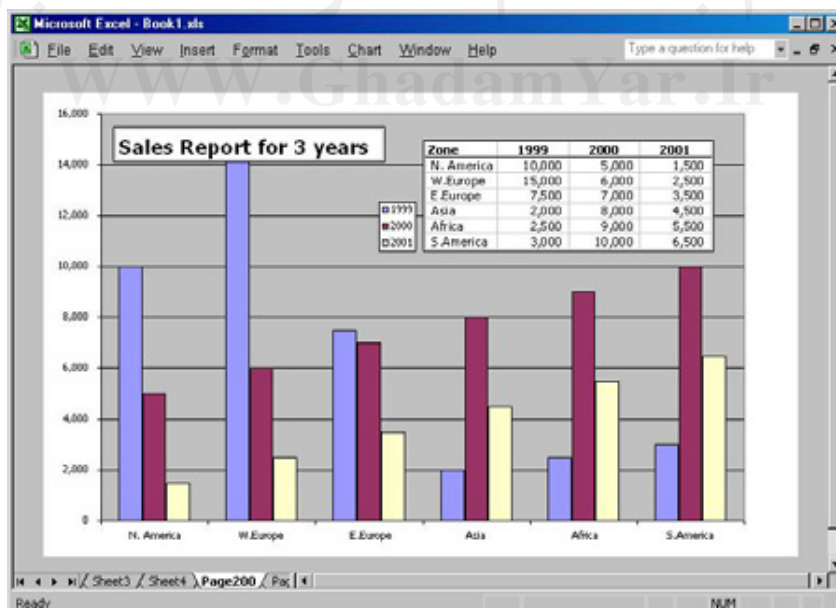 Microsoft Excel - Book1.xls
File Edit View Insert Format Tools Chart Window Help
Type a question for help
WWW.GhadamYar.Ir
Sales Report for 3 years
Zone 1999 2000 2001
N. America 10,000 5,000 1,500
W.Europe 15,000 6,000 2,500
E.Europe 7,500 7,000 3,500
Asia 2,000 8,000 4,500
Africa 2,500 9,000 5,500
S.America 3,000 10,000 6,500
1999
2000
2001
16,000
14,000
12,000
10,000
8,000
6,000
4,000
2,000
0
N. America W.Europe E.Europe Asia Africa S.America
Sheet3 Sheet4 Page200
Ready NUM